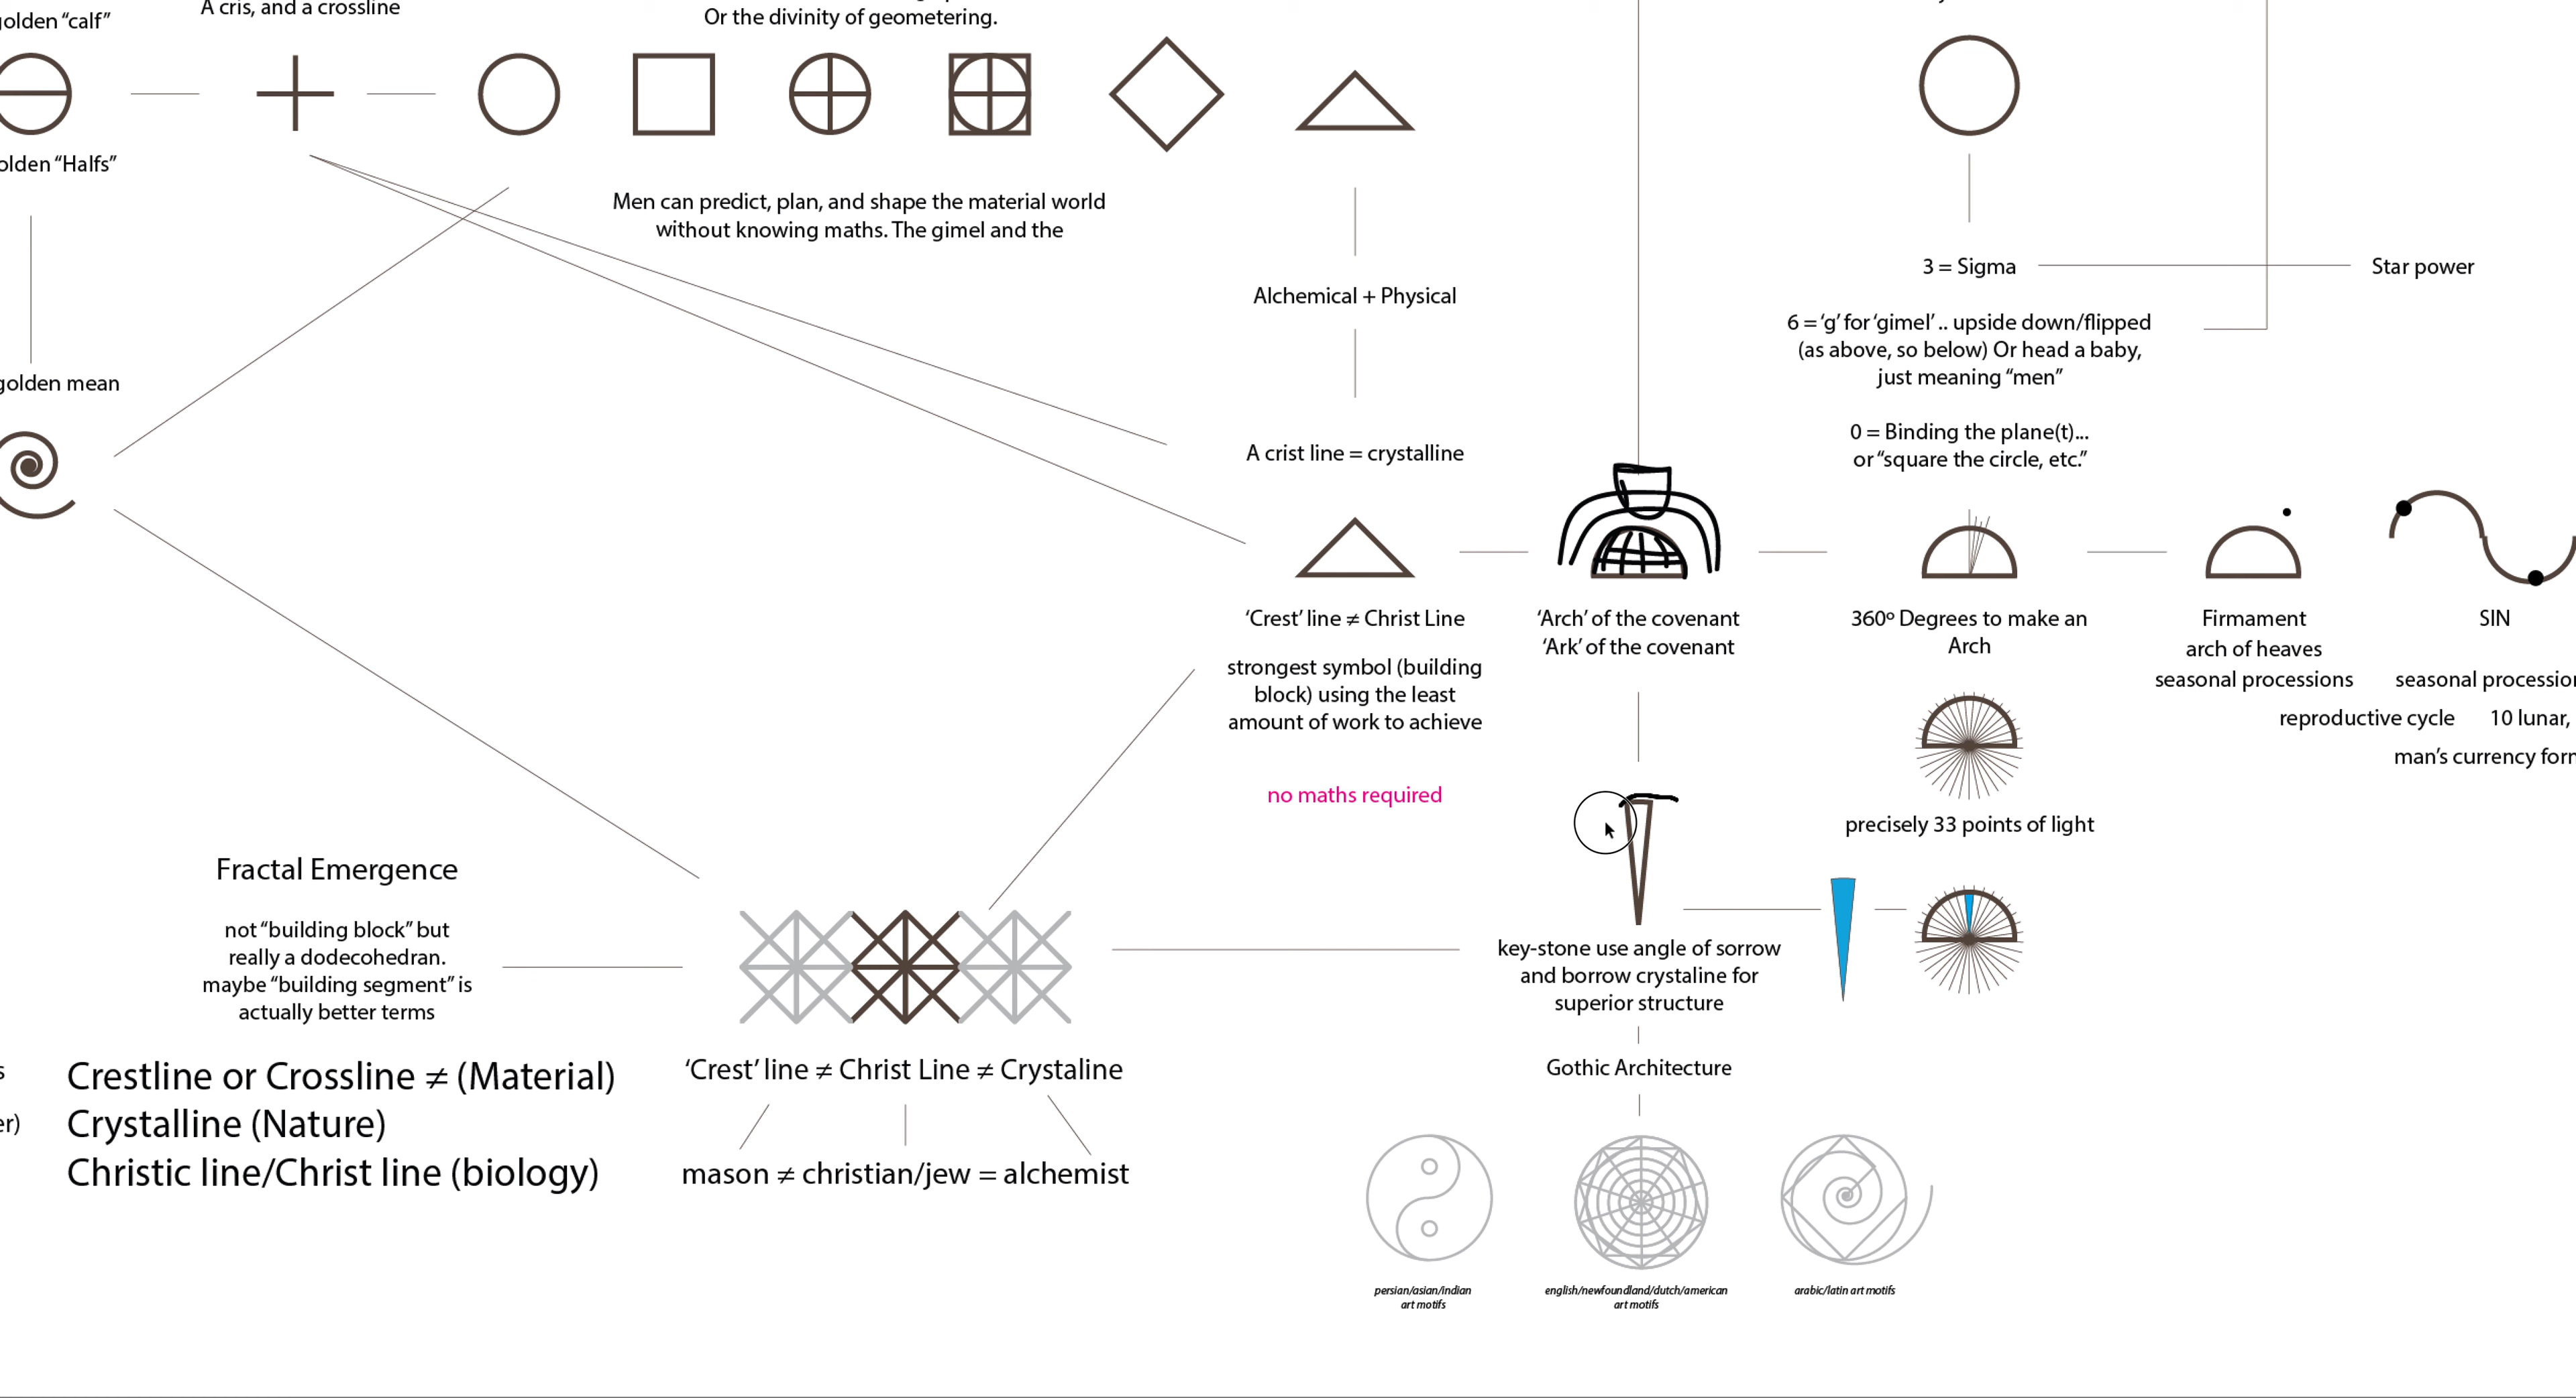 golden “calf”
A cris, and a crossline
Or the divinity of geometering.
“Halfs”
Men can predict, plan, and shape the material world
without knowing maths. The gimel and the
Alchemical + Physical
3 = Sigma
Star power
6 = ‘g’ for ‘gimel’ .. upside down/flipped
(as above, so below) Or head a baby,
just meaning “men”
golden mean
0 = Binding the plane(t)...
or “square the circle, etc.”
A crist line = crystalline
‘Crest’ line ≠ Christ Line
strongest symbol (building
block) using the least
amount of work to achieve
no maths required
‘Arch’ of the covenant
‘Ark’ of the covenant
360º Degrees to make an
Arch
Firmament
arch of heaves
seasonal processions
SIN
seasonal
reproductive cycle
10 lunar,
man’s currency
precisely 33 points of light
Fractal Emergence
not “building block” but
really a dodecohedran.
maybe “building segment” is
actually better terms
key-stone use angle of sorrow
and borrow crystaline for
superior structure
Gothic Architecture
Crestline or Crossline ≠ (Material)
Crystalline (Nature)
Christic line/Christ line (biology)
‘Crest’ line ≠ Christ Line ≠ Crystaline
mason ≠ christian/jew = alchemist
persian/asian/indian
art motifs
english/newfoundland/dutch/american
art motifs
arabic/latin art motifs